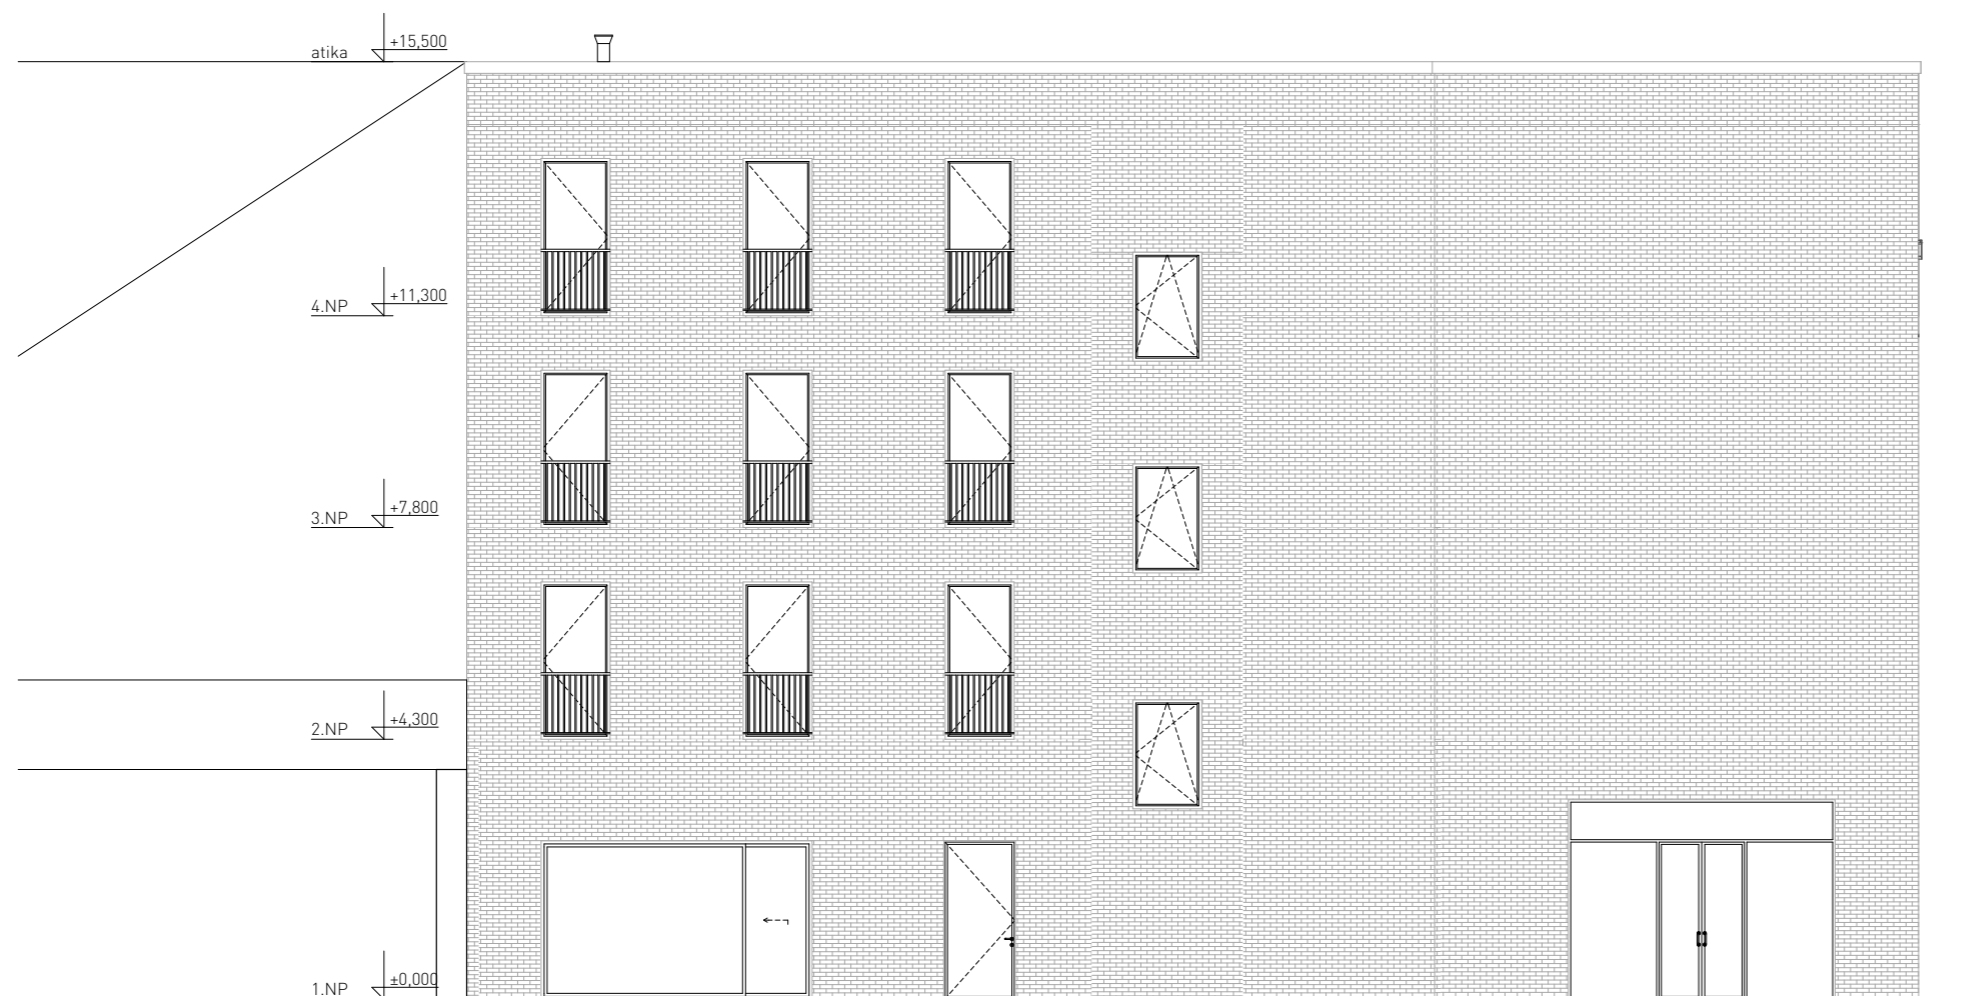 +15,500
atika
+11,300
4.NP
+7,800
3.NP
+4,300
2.NP
±0,000
1.NP